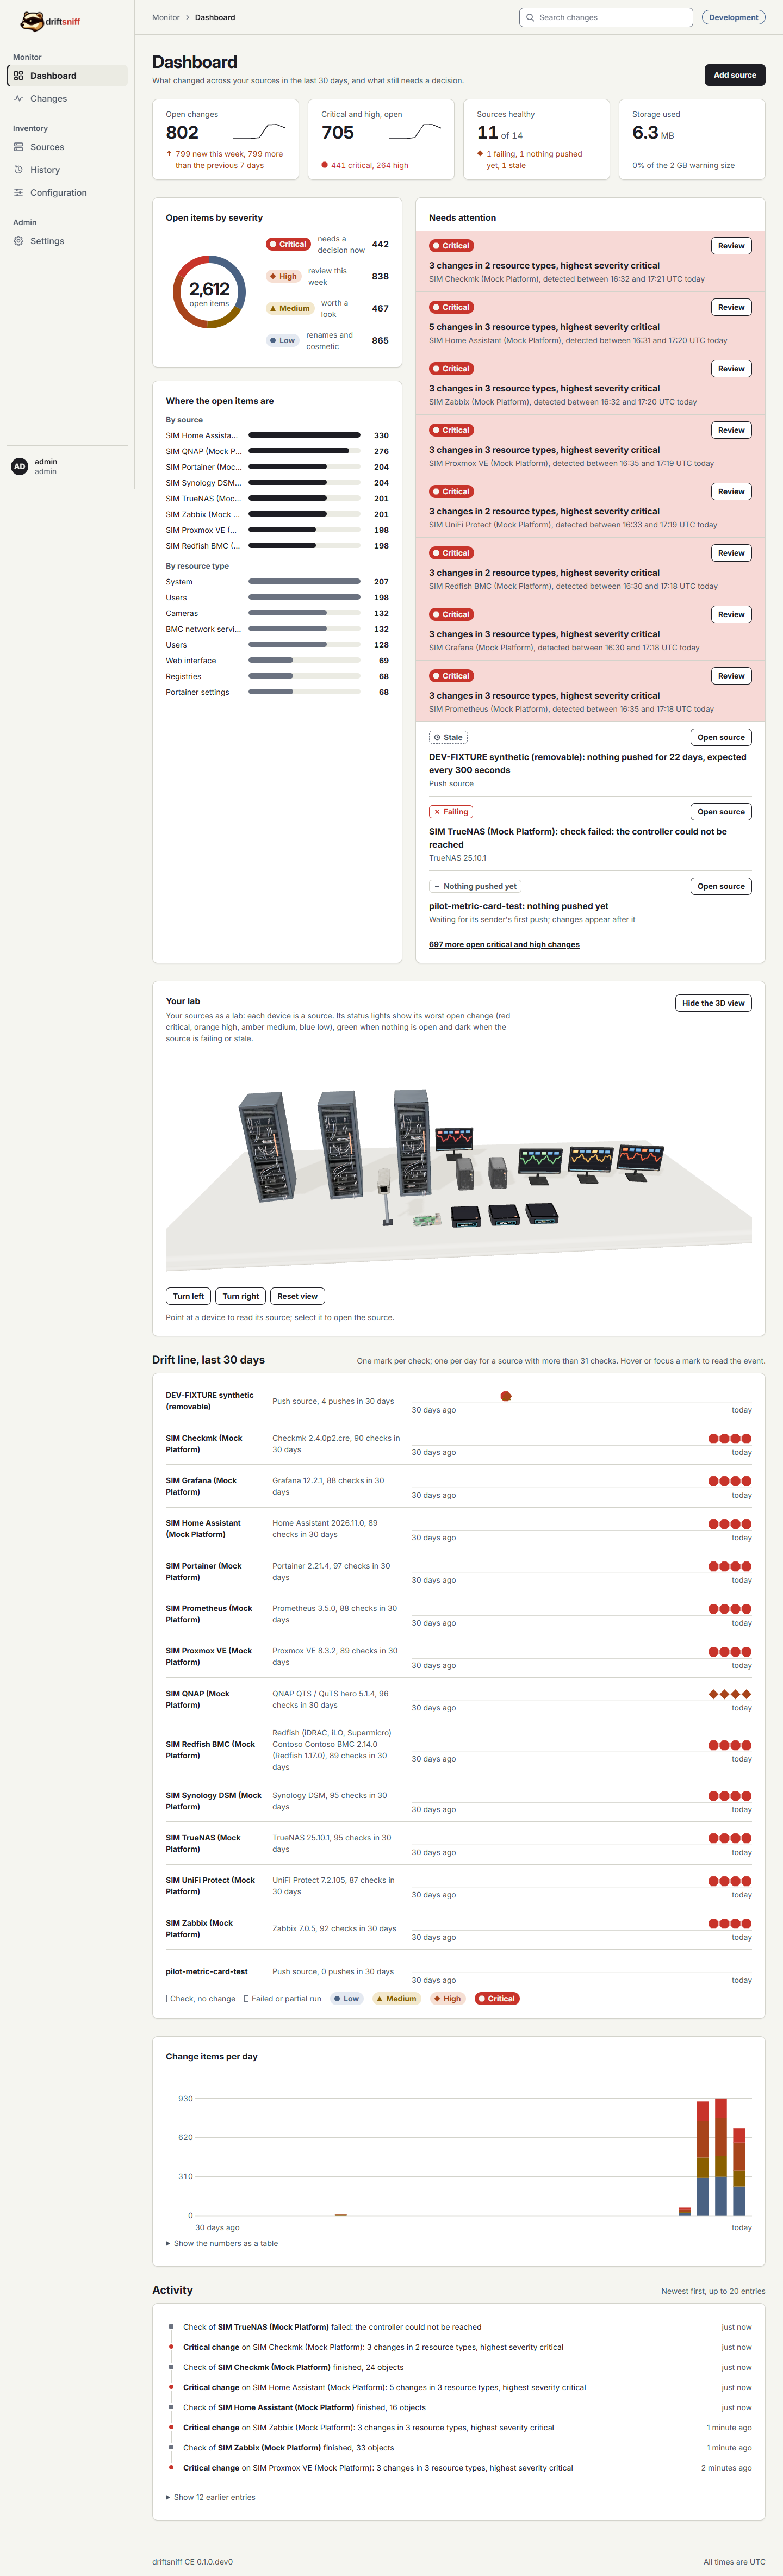 driftsniff
Monitor
Dashboard
Changes
Inventory
Sources
History
Configuration
Admin
Settings
AD
admin
admin
Monitor > Dashboard
Search changes
Development
Dashboard
What changed across your sources in the last 30 days, and what still needs a decision.
Add source
Open changes
802
799 new this week, 799 more
than the previous 7 days
Critical and high, open
705
441 critical, 264 high
Sources healthy
11 of 14
1 failing, 1 nothing pushed
yet, 1 stale
Storage used
6.3 MB
0% of the 2 GB warning size
Open items by severity
2,612
open items
Critical needs a
decision now 442
High review this
week 838
Medium worth a
look 467
Low renames and
cosmetic 865
Where the open items are
By source
SIM Home Assista... 330
SIM QNAP (Mock P... 276
SIM Portainer (Moc... 204
SIM Synology DSM... 204
SIM TrueNAS (Moc... 201
SIM Zabbix (Mock ... 201
SIM Proxmox VE (... 198
SIM Redfish BMC (... 198
By resource type
System 207
Users 198
Cameras 132
BMC network servi... 132
Users 128
Web interface 69
Registries 68
Portainer settings 68
Needs attention
Critical Review
3 changes in 2 resource types, highest severity critical
SIM Checkmk (Mock Platform), detected between 16:32 and 17:21 UTC today
Critical Review
5 changes in 3 resource types, highest severity critical
SIM Home Assistant (Mock Platform), detected between 16:31 and 17:20 UTC today
Critical Review
3 changes in 3 resource types, highest severity critical
SIM Zabbix (Mock Platform), detected between 16:32 and 17:20 UTC today
Critical Review
3 changes in 3 resource types, highest severity critical
SIM Proxmox VE (Mock Platform), detected between 16:35 and 17:19 UTC today
Critical Review
3 changes in 2 resource types, highest severity critical
SIM UniFi Protect (Mock Platform), detected between 16:33 and 17:19 UTC today
Critical Review
3 changes in 2 resource types, highest severity critical
SIM Redfish BMC (Mock Platform), detected between 16:30 and 17:18 UTC today
Critical Review
3 changes in 3 resource types, highest severity critical
SIM Grafana (Mock Platform), detected between 16:30 and 17:18 UTC today
Critical Review
3 changes in 3 resource types, highest severity critical
SIM Prometheus (Mock Platform), detected between 16:35 and 17:18 UTC today
Stale Open source
DEV-FIXTURE synthetic (removable): nothing pushed for 22 days, expected
every 300 seconds
Push source
Failing Open source
SIM TrueNAS (Mock Platform): check failed: the controller could not be
reached
TrueNAS 25.10.1
Nothing pushed yet Open source
pilot-metric-card-test: nothing pushed yet
Waiting for its sender's first push; changes appear after it
697 more open critical and high changes
Your lab
Your sources as a lab: each device is a source. Its status lights show its worst open change (red
critical, orange high, amber medium, blue low), green when nothing is open and dark when the
source is failing or stale.
Hide the 3D view
Turn left
Turn right
Reset view
Point at a device to read its source; select it to open the source.
Drift line, last 30 days
One mark per check; one per day for a source with more than 31 checks. Hover or focus a mark to read the event.
DEV-FIXTURE synthetic
(removable)
Push source, 4 pushes in 30 days
30 days ago today
SIM Checkmk (Mock
Platform)
Checkmk 2.4.0p2.cre, 90 checks in
30 days
30 days ago today
SIM Grafana (Mock
Platform)
Grafana 12.2.1, 88 checks in 30
days
30 days ago today
SIM Home Assistant
(Mock Platform)
Home Assistant 2026.11.0, 89
checks in 30 days
30 days ago today
SIM Portainer (Mock
Platform)
Portainer 2.21.4, 97 checks in 30
days
30 days ago today
SIM Prometheus (Mock
Platform)
Prometheus 3.5.0, 88 checks in 30
days
30 days ago today
SIM Proxmox VE (Mock
Platform)
Proxmox VE 8.3.2, 89 checks in 30
days
30 days ago today
SIM QNAP (Mock
Platform)
QNAP QTS / QuTS hero 5.1.4, 96
checks in 30 days
30 days ago today
SIM Redfish BMC (Mock
Platform)
Redfish (iDRAC, iLO, Supermicro)
Contoso Contoso BMC 2.14.0
(Redfish 1.17.0), 89 checks in 30
days
30 days ago today
SIM Synology DSM (Mock
Platform)
Synology DSM, 95 checks in 30
days
30 days ago today
SIM TrueNAS (Mock
Platform)
TrueNAS 25.10.1, 95 checks in 30
days
30 days ago today
SIM UniFi Protect (Mock
Platform)
UniFi Protect 7.2.105, 87 checks in
30 days
30 days ago today
SIM Zabbix (Mock
Platform)
Zabbix 7.0.5, 92 checks in 30 days
30 days ago today
pilot-metric-card-test
Push source, 0 pushes in 30 days
30 days ago today
Check, no change Failed or partial run Low Medium High Critical
Change items per day
930
620
310
0
30 days ago today
Show the numbers as a table
Activity
Newest first, up to 20 entries
Check of SIM TrueNAS (Mock Platform) failed: the controller could not be reached just now
Critical change on SIM Checkmk (Mock Platform): 3 changes in 2 resource types, highest severity critical just now
Check of SIM Checkmk (Mock Platform) finished, 24 objects just now
Critical change on SIM Home Assistant (Mock Platform): 5 changes in 3 resource types, highest severity critical just now
Check of SIM Home Assistant (Mock Platform) finished, 16 objects just now
Critical change on SIM Zabbix (Mock Platform): 3 changes in 3 resource types, highest severity critical 1 minute ago
Check of SIM Zabbix (Mock Platform) finished, 33 objects 1 minute ago
Critical change on SIM Proxmox VE (Mock Platform): 3 changes in 3 resource types, highest severity critical 2 minutes ago
Show 12 earlier entries
driftsniff CE 0.1.0.dev0
All times are UTC